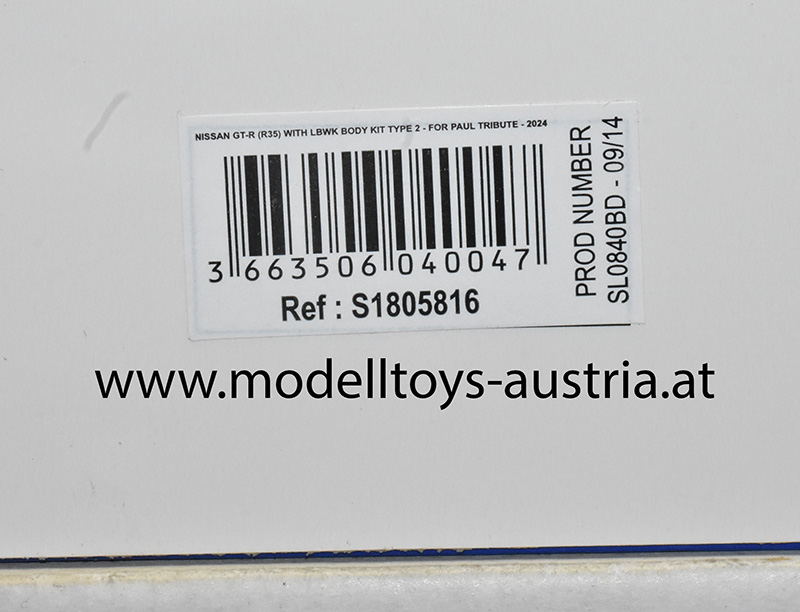 NISSAN GT-R (R35) WITH LBWK BODY KIT TYPE 2 - FOR PAUL TRIBUTE - 2024
3 663506 040047
Ref : S1805816
PROD NUMBER
SL0840BD - 09/14
www.modelltoys-austria.at